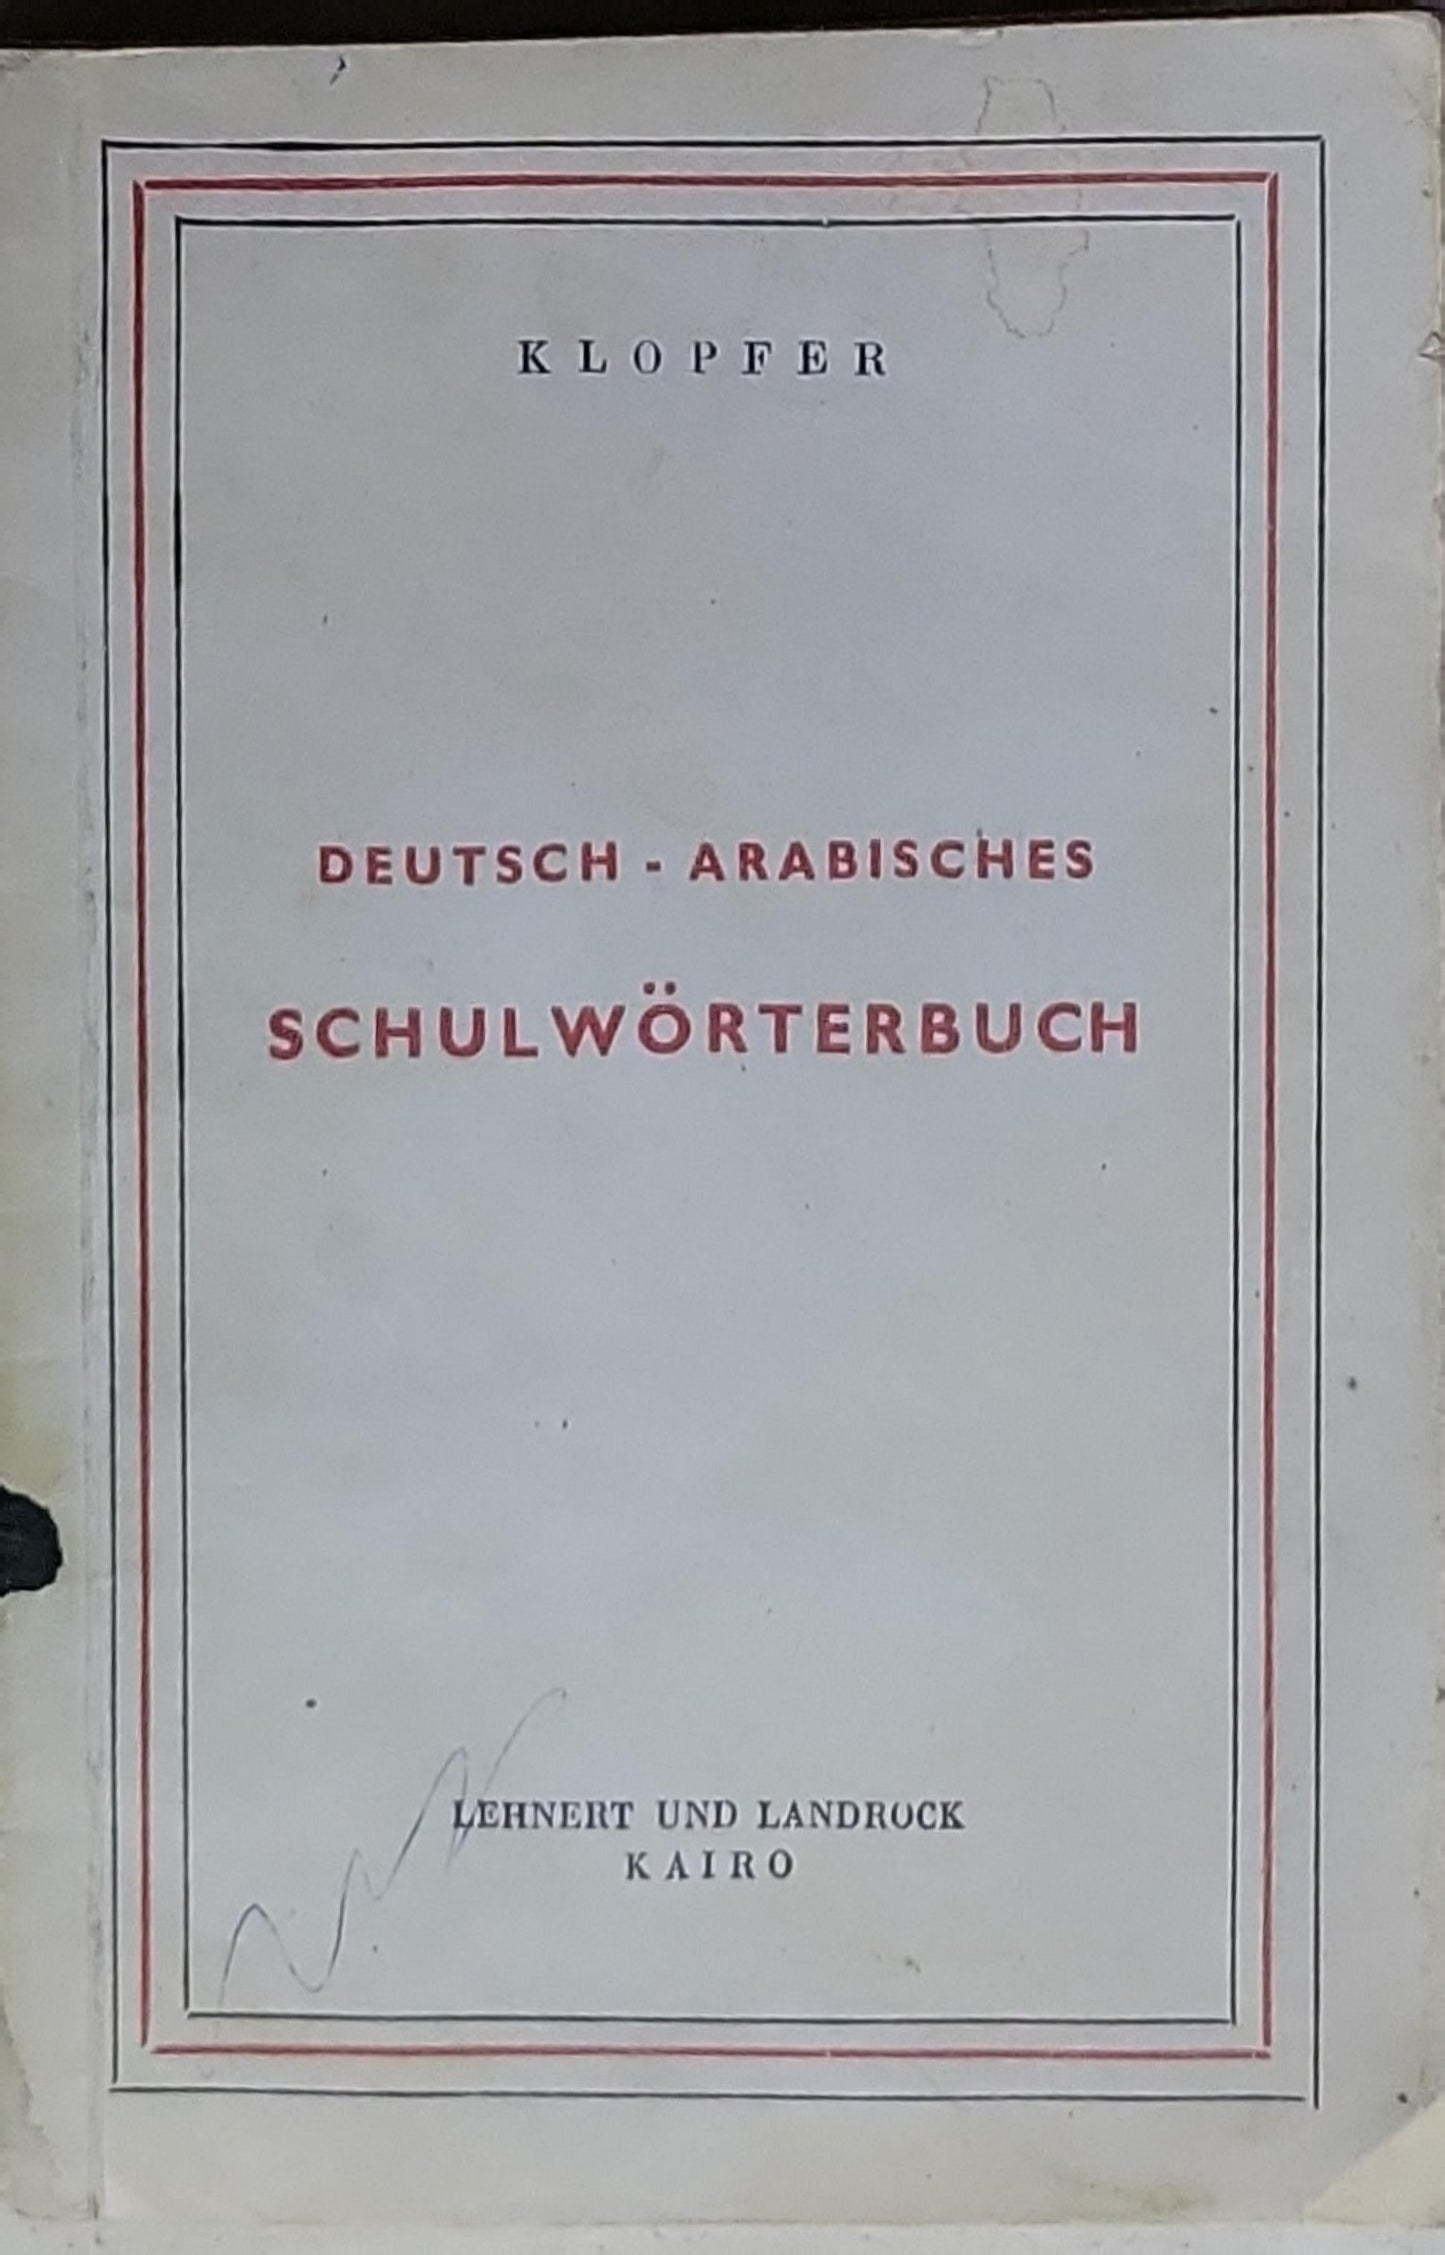 KLOPFER
DEUTSCH - ARABISCHES
SCHULWÖRTERBUCH
LEHNERT UND LANDROCK
KAIRO